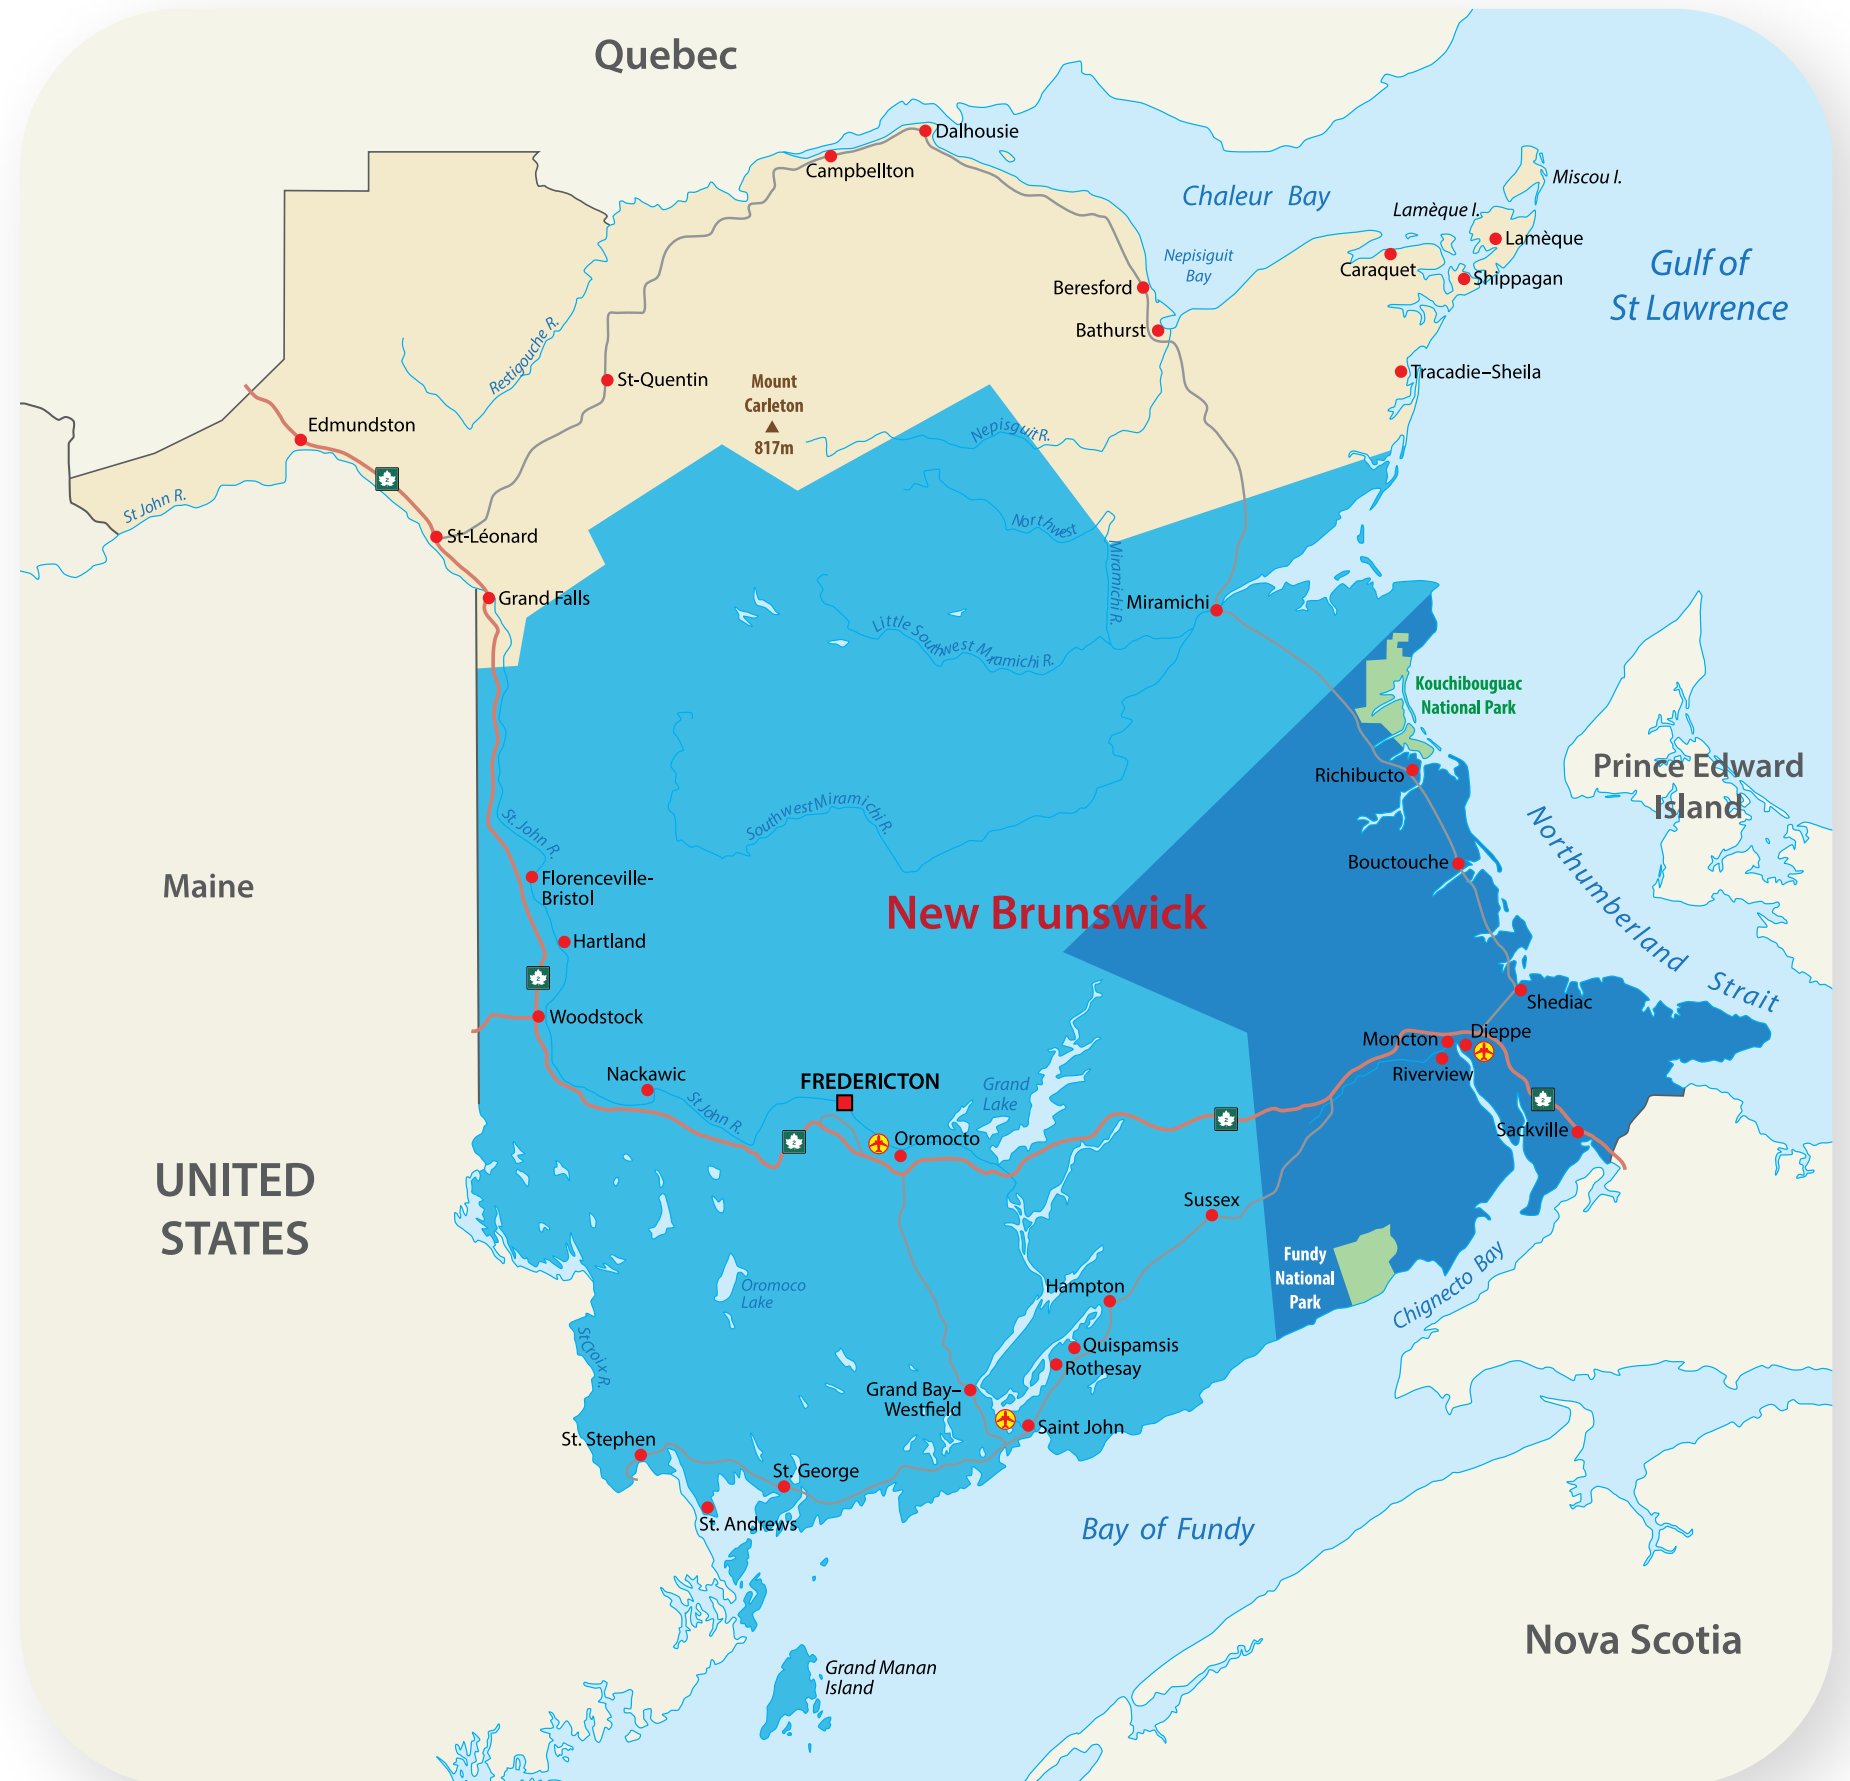 Quebec
Dalhousie
Campbellton
Miscou I.
Chaleur Bay
Lamèque I.
Lamèque
Nepisiguit
Bay
Caraquet
Shippagan
Gulf of
St Lawrence
Beresford
Bathurst
Restigouche R.
St-Quentin
Mount
Carleton
817m
Tracadie–Sheila
Edmundston
Nepisguit R.
2
St John R.
St-Léonard
Northwest
Miramichi R.
Grand Falls
Miramichi
Little Southwest Miramichi R.
Kouchibouguac
National Park
Prince Edward
Island
Richibucto
Southwest Miramichi R.
St. John R.
Northumberland Strait
Bouctouche
Maine
Florenceville-
Bristol
New Brunswick
Hartland
2
Woodstock
Shediac
Moncton
Dieppe
Riverview
Nackawic
FREDERICTON
Grand
Lake
St John R.
2
2
2
Oromocto
Sackville
UNITED
STATES
Sussex
Fundy
National
Park
Chignecto Bay
Oromoco
Lake
Hampton
St Croix R.
Quispamsis
Rothesay
Grand Bay–
Westfield
Saint John
St. Stephen
St. George
St. Andrews
Bay of Fundy
Nova Scotia
Grand Manan
Island